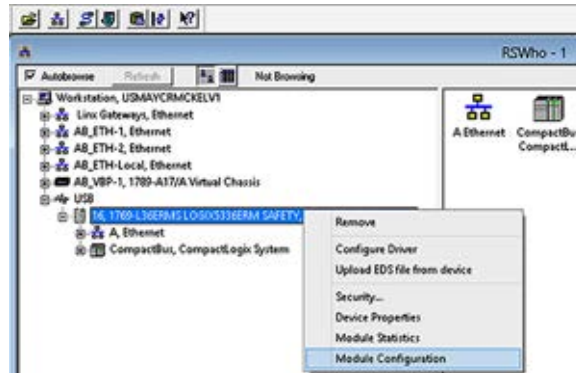 RSWho - 1
Autobrowse Refresh Not Browsing
Workstation, USMAYCRMCKELV1
Linx Gateways, Ethernet
AB_ETH-1, Ethernet
AB_ETH-2, Ethernet
AB_ETH-Local, Ethernet
AB_VBP-1, 1789-A17/A Virtual Chassis
USB
16, 1769-L36ERMS LOGIX5336ERM SAFETY,
A, Ethernet
CompactBus, CompactLogix System
A Ethernet
CompactBu
CompactL...
Remove
Configure Driver
Upload EDS file from device
Security...
Device Properties
Module Statistics
Module Configuration